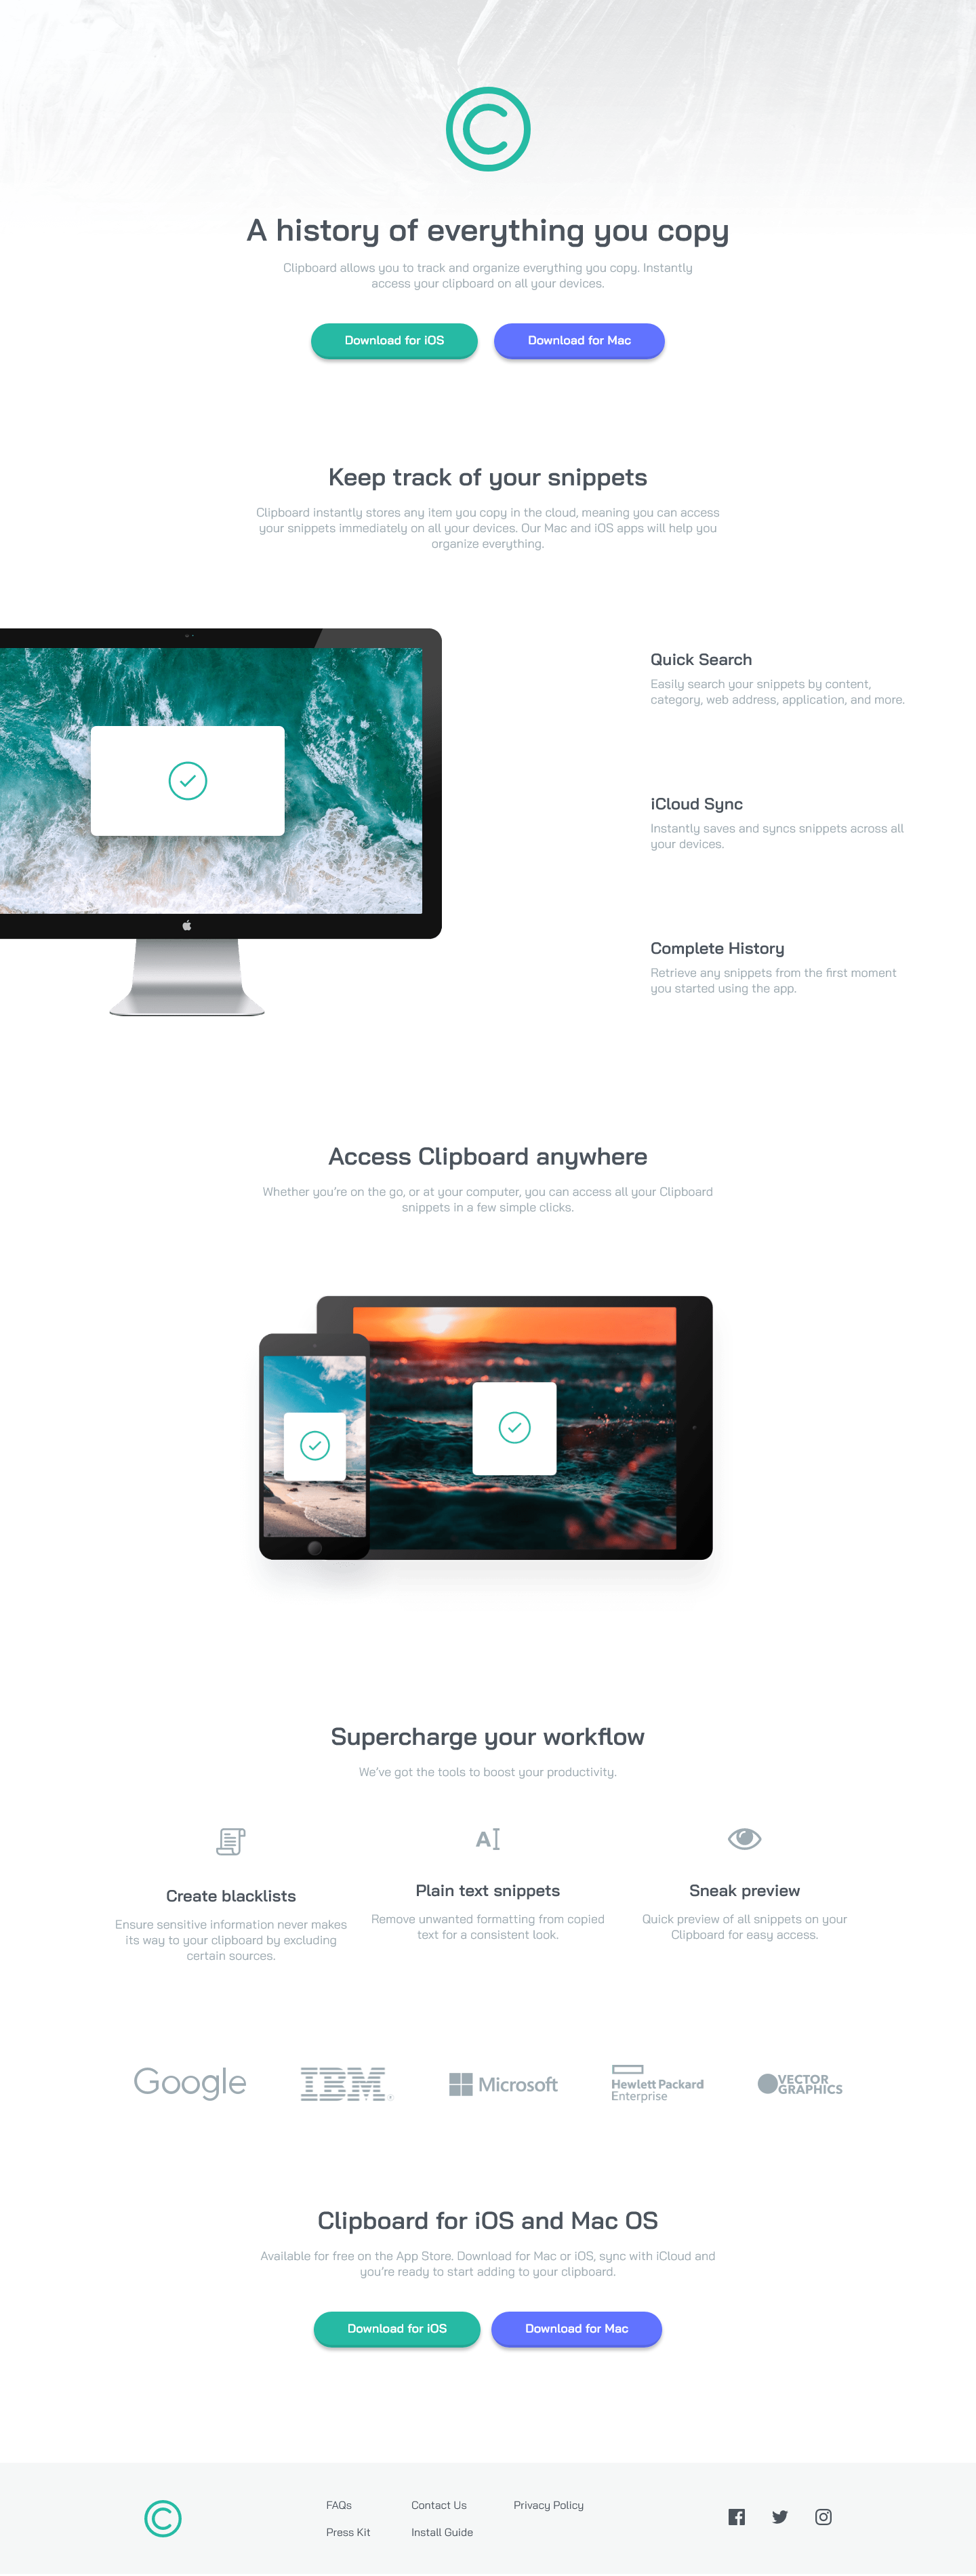 A history of everything you copy
Clipboard allows you to track and organize everything you copy. Instantly
access your clipboard on all your devices.
Download for iOS
Download for Mac
Keep track of your snippets
Clipboard instantly stores any item you copy in the cloud, meaning you can access
your snippets immediately on all your devices. Our Mac and iOS apps will help you
organize everything.
Quick Search
Easily search your snippets by content,
category, web address, application, and more.
iCloud Sync
Instantly saves and syncs snippets across all
your devices.
Complete History
Retrieve any snippets from the first moment
you started using the app.
Access Clipboard anywhere
Whether you’re on the go, or at your computer, you can access all your Clipboard
snippets in a few simple clicks.
Supercharge your workflow
We’ve got the tools to boost your productivity.
Create blacklists
Ensure sensitive information never makes
its way to your clipboard by excluding
certain sources.
Plain text snippets
Remove unwanted formatting from copied
text for a consistent look.
Sneak preview
Quick preview of all snippets on your
Clipboard for easy access.
Google
IBM
Microsoft
Hewlett Packard
Enterprise
VECTOR
GRAPHICS
Clipboard for iOS and Mac OS
Available for free on the App Store. Download for Mac or iOS, sync with iCloud and
you’re ready to start adding to your clipboard.
Download for iOS
Download for Mac
FAQs
Contact Us
Privacy Policy
Press Kit
Install Guide